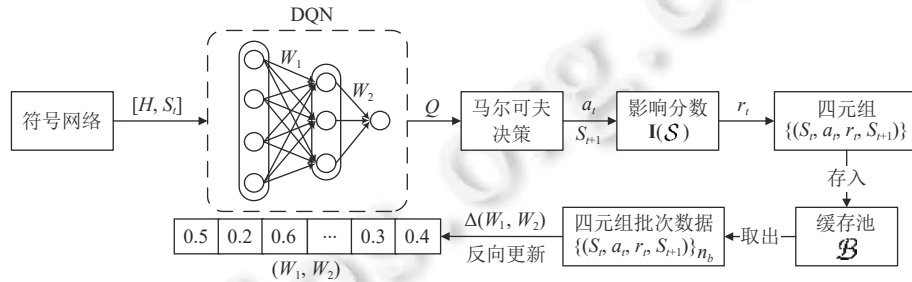 DQN
W₁
W₂
符号网络
[H, Sₜ]
Q
马尔可夫
决策
aₜ
Sₜ₊₁
影响分数
I(𝒮)
rₜ
四元组
{(Sₜ, aₜ, rₜ, Sₜ₊₁)}
存入
缓存池
ℬ
取出
四元组批次数据
{(Sₜ, aₜ, rₜ, Sₜ₊₁)}n_b
Δ(W₁, W₂)
反向更新
0.5 0.2 0.6 ··· 0.3 0.4
(W₁, W₂)